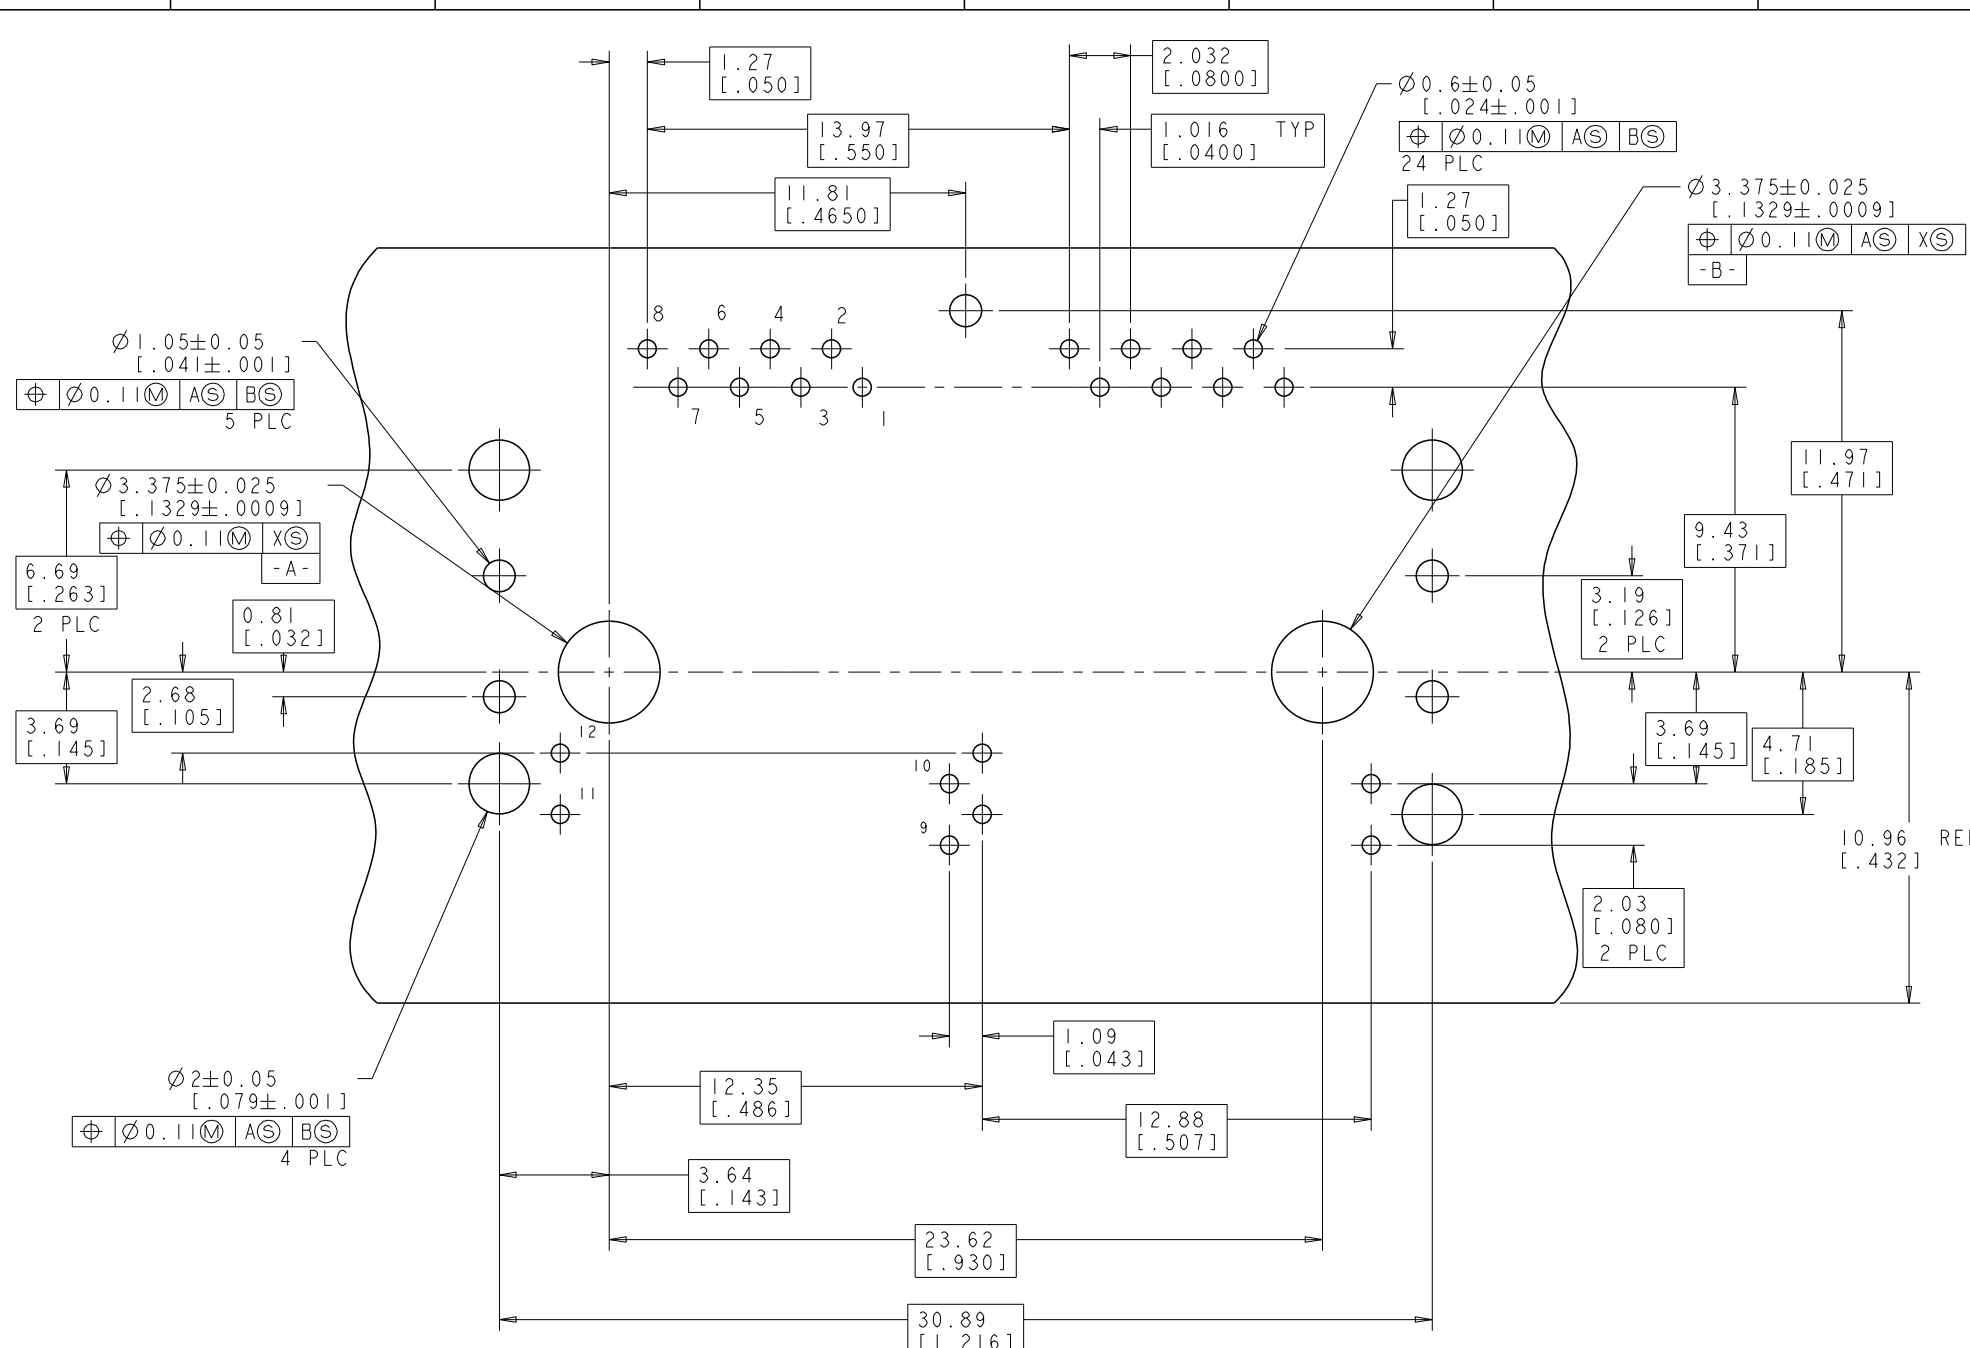 1.27
[.050]
2.032
[.0800]
13.97
[.550]
1.016 TYP
[.0400]
Ø0.6±0.05
[.024±.001]
⌖ Ø0.11Ⓜ AⓈ BⓈ
24 PLC
11.81
[.4650]
1.27
[.050]
Ø3.375±0.025
[.1329±.0009]
⌖ Ø0.11Ⓜ AⓈ XⓈ
-B-
8 6 4 2
7 5 3 1
Ø1.05±0.05
[.041±.001]
⌖ Ø0.11Ⓜ AⓈ BⓈ
5 PLC
Ø3.375±0.025
[.1329±.0009]
⌖ Ø0.11Ⓜ XⓈ
-A-
11.97
[.471]
9.43
[.371]
6.69
[.263]
2 PLC
0.81
[.032]
3.19
[.126]
2 PLC
2.68
[.105]
3.69
[.145]
12
11
10
9
3.69
[.145]
4.71
[.185]
10.96
[.432]
2.03
[.080]
2 PLC
1.09
[.043]
Ø2±0.05
[.079±.001]
⌖ Ø0.11Ⓜ AⓈ BⓈ
4 PLC
12.35
[.486]
12.88
[.507]
3.64
[.143]
23.62
[.930]
30.89
[1.216]